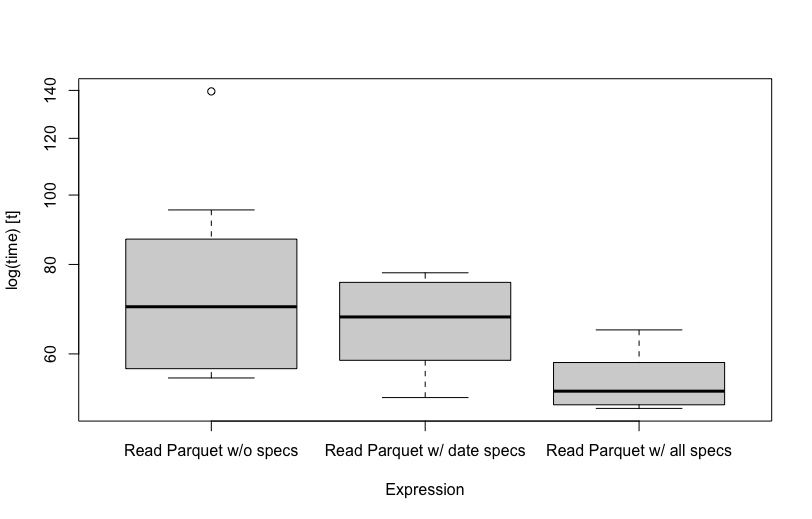 log(time) [t]
140
120
100
80
60
Read Parquet w/o specs
Read Parquet w/ date specs
Read Parquet w/ all specs
Expression